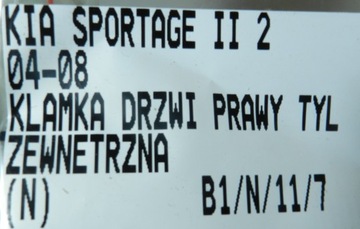 KIA SPORTAGE II 2
04-08
KLAMKA DRZWI PRAWY TYL
ZEWNETRZNA
(N) B1/N/11/7